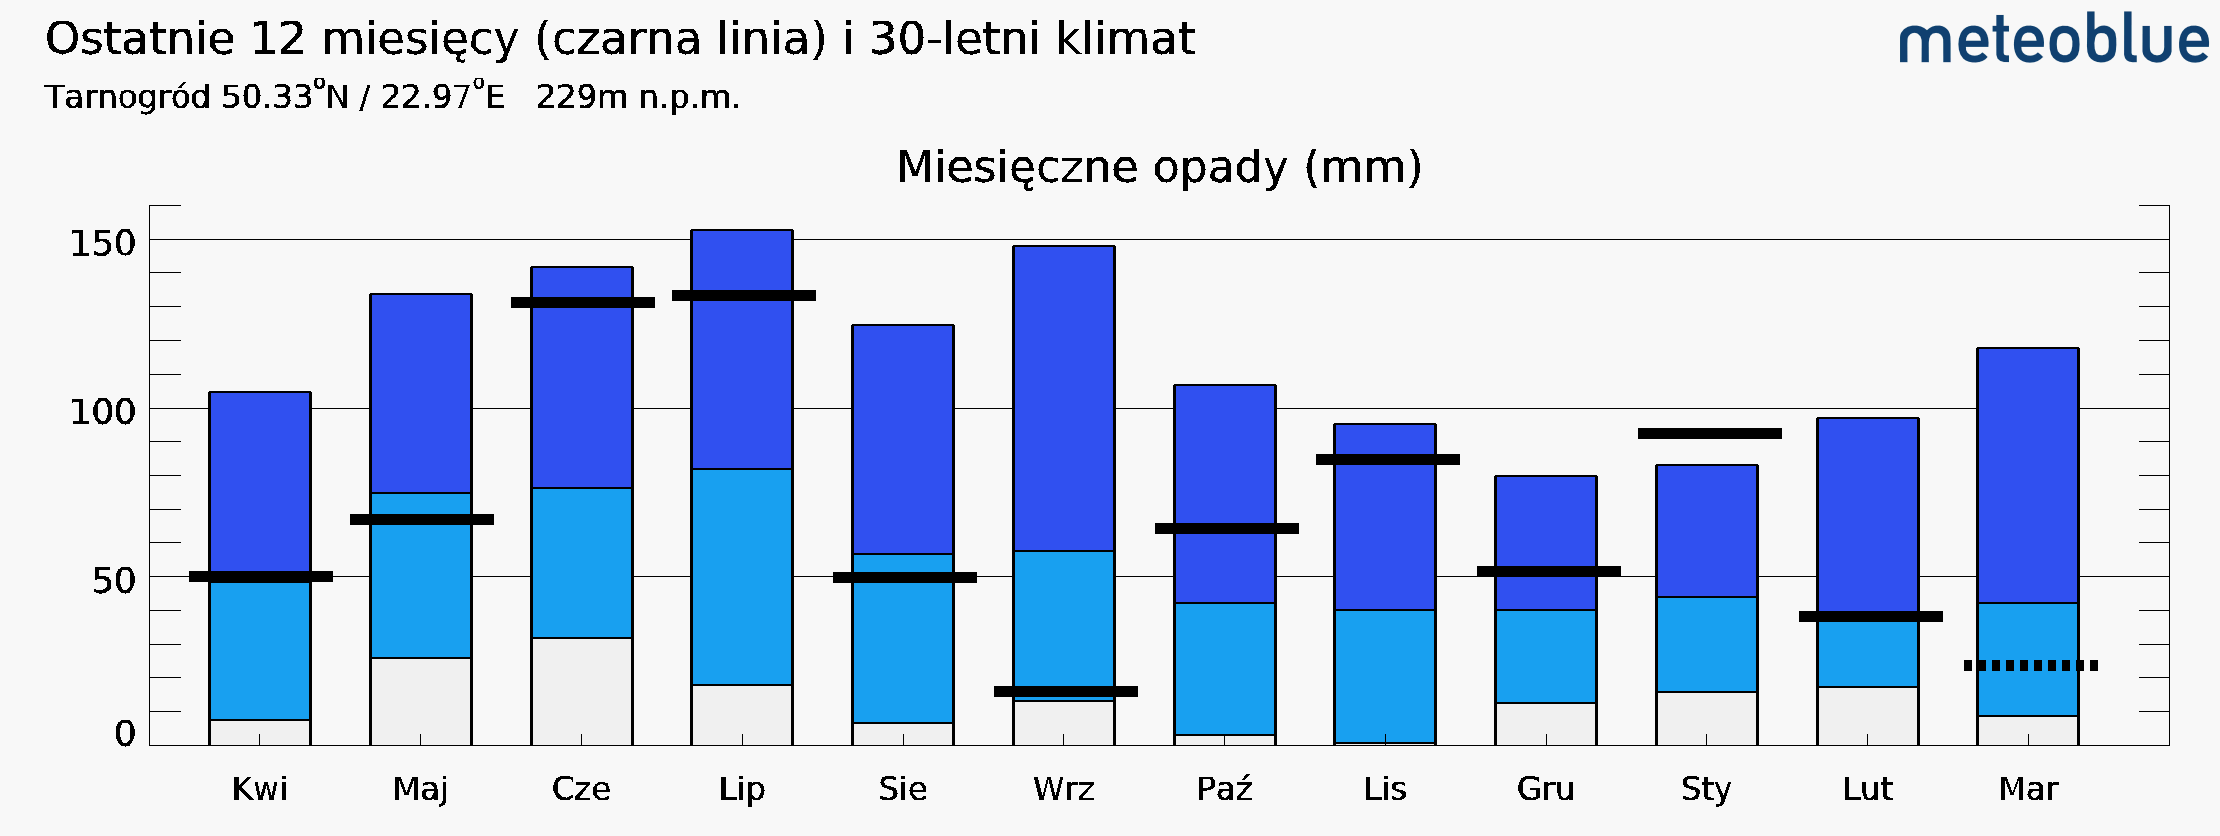 Ostatnie 12 miesięcy (czarna linia) i 30-letni klimat
meteoblue
Tarnogród 50.33°N / 22.97°E 229m n.p.m.
Miesięczne opady (mm)
150
100
50
0
Kwi Maj Cze Lip Sie Wrz Paź Lis Gru Sty Lut Mar